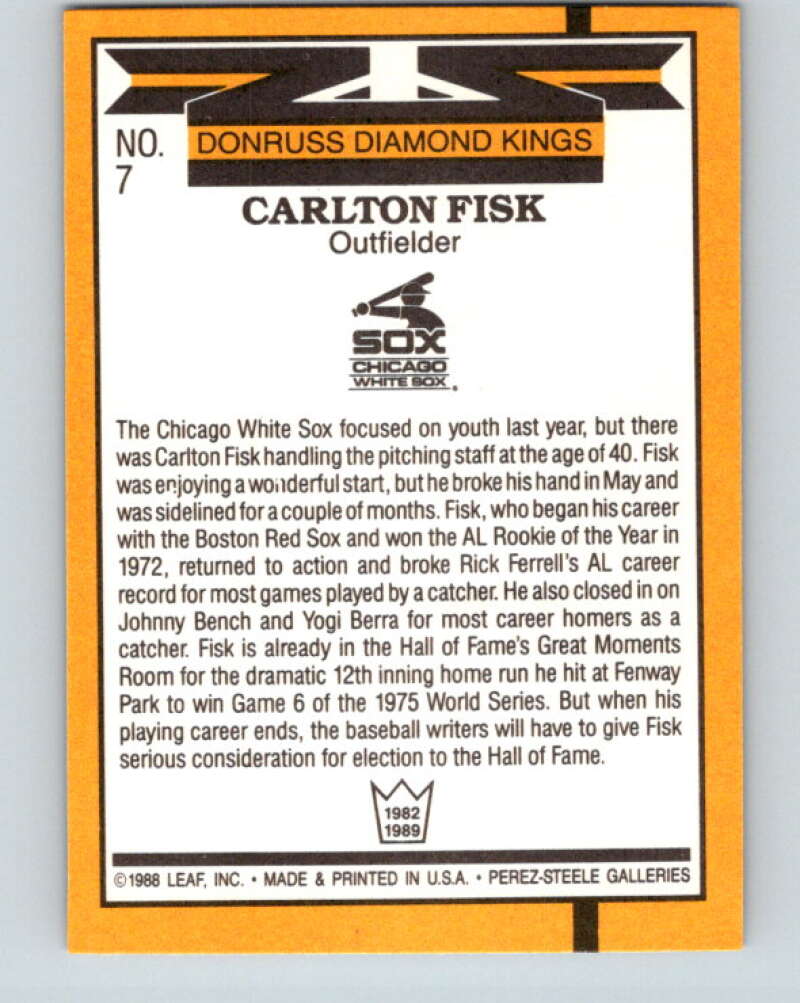 NO.
7
DONRUSS DIAMOND KINGS
CARLTON FISK
Outfielder
SOX
CHICAGO
WHITE SOX
The Chicago White Sox focused on youth last year, but there
was Carlton Fisk handling the pitching staff at the age of 40. Fisk
was enjoying a wonderful start, but he broke his hand in May and
was sidelined for a couple of months. Fisk, who began his career
with the Boston Red Sox and won the AL Rookie of the Year in
1972, returned to action and broke Rick Ferrell's AL career
record for most games played by a catcher. He also closed in on
Johnny Bench and Yogi Berra for most career homers as a
catcher. Fisk is already in the Hall of Fame's Great Moments
Room for the dramatic 12th inning home run he hit at Fenway
Park to win Game 6 of the 1975 World Series. But when his
playing career ends, the baseball writers will have to give Fisk
serious consideration for election to the Hall of Fame.
1982
1989
©1988 LEAF, INC. • MADE & PRINTED IN U.S.A. • PEREZ-STEELE GALLERIES